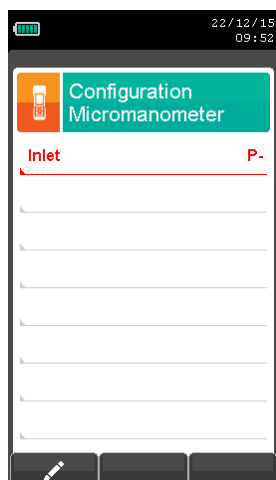 22/12/15
09:52
Configuration
Micromanometer
Inlet P-